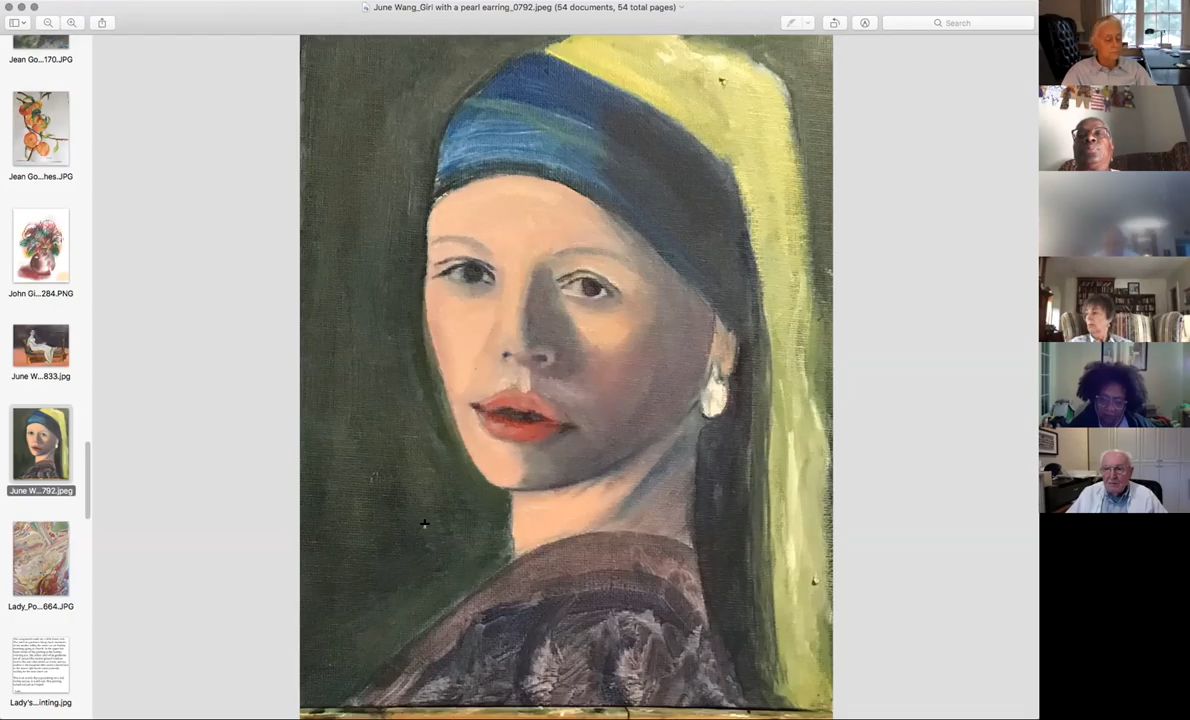 June Wang_Girl with a pearl earring_0792.jpeg (54 documents, 54 total pages)
Search
Jean Go...170.JPG
Jean Go...hes.JPG
John Gi...284.PNG
June W...833.jpg
June W...792.jpeg
Lady_Po...664.JPG
Lady's...inting.jpg